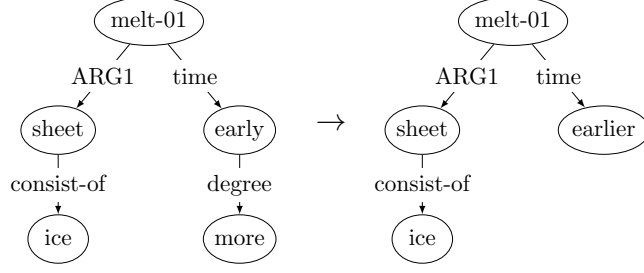 melt-01 melt-01
ARG1 time ARG1 time
sheet early → sheet earlier
consist-of degree consist-of
ice more ice